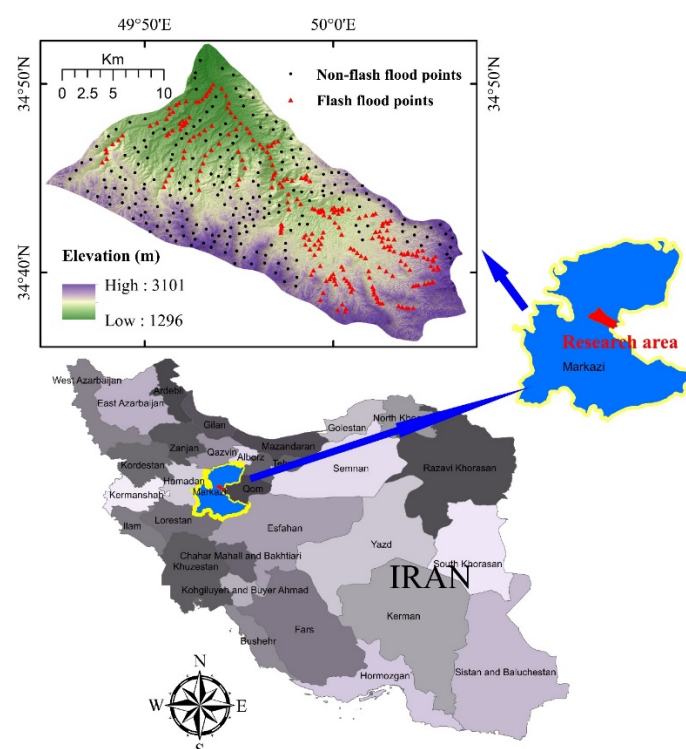 49°50'E 50°0'E
Km
0 2.5 5 10
Non-flash flood points
Flash flood points
34°50'N
34°50'N
34°40'N
34°40'N
Elevation (m)
High : 3101
Low : 1296
Research area
Markazi
West Azarbaijan
East Azarbaijan
Ardebil
Gilan
Zanjan
Qazvin
Alborz
Mazandaran
Golestan
North Kho
Teh
Semnan
Razavi Khorasan
Kordestan
Hamadan
Markazi
Qom
Kermanshah
Ilam
Lorestan
Esfahan
Yazd
South Khorasan
Chahar Mahall and Bakhtiari
Khuzestan
IRAN
Kohgiluyeh and Buyer Ahmad
Kerman
Fars
Bushehr
Hormozgan
Sistan and Baluchestan
N
W E
S